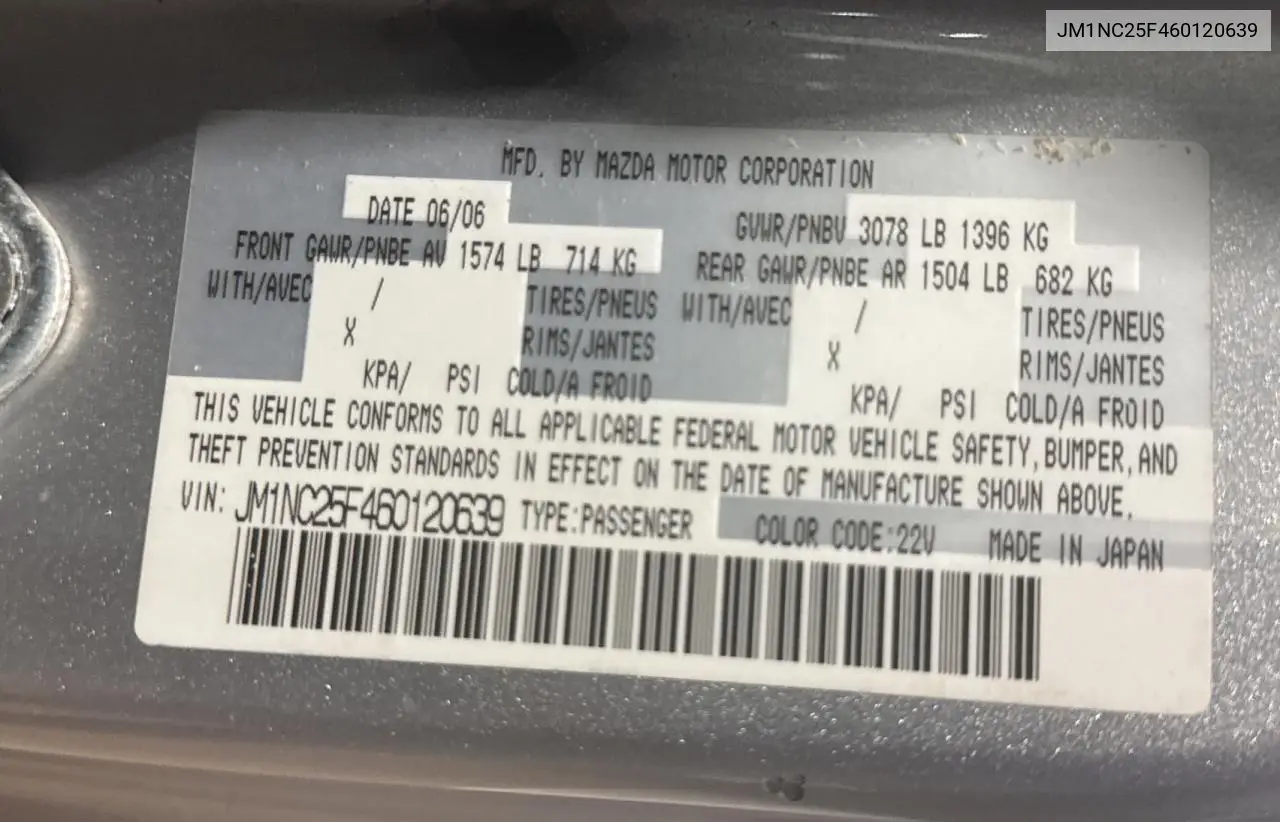 JM1NC25F460120639
MFD. BY MAZDA MOTOR CORPORATION
DATE 06/06 GVWR/PNBV 3078 LB 1396 KG
FRONT GAWR/PNBE AV 1574 LB 714 KG REAR GAWR/PNBE AR 1504 LB 682 KG
WITH/AVEC / TIRES/PNEUS WITH/AVEC / TIRES/PNEUS
X RIMS/JANTES X RIMS/JANTES
KPA/ PSI COLD/A FROID KPA/ PSI COLD/A FROID
THIS VEHICLE CONFORMS TO ALL APPLICABLE FEDERAL MOTOR VEHICLE SAFETY, BUMPER, AND
THEFT PREVENTION STANDARDS IN EFFECT ON THE DATE OF MANUFACTURE SHOWN ABOVE.
VIN: JM1NC25F460120639 TYPE:PASSENGER COLOR CODE:22V MADE IN JAPAN